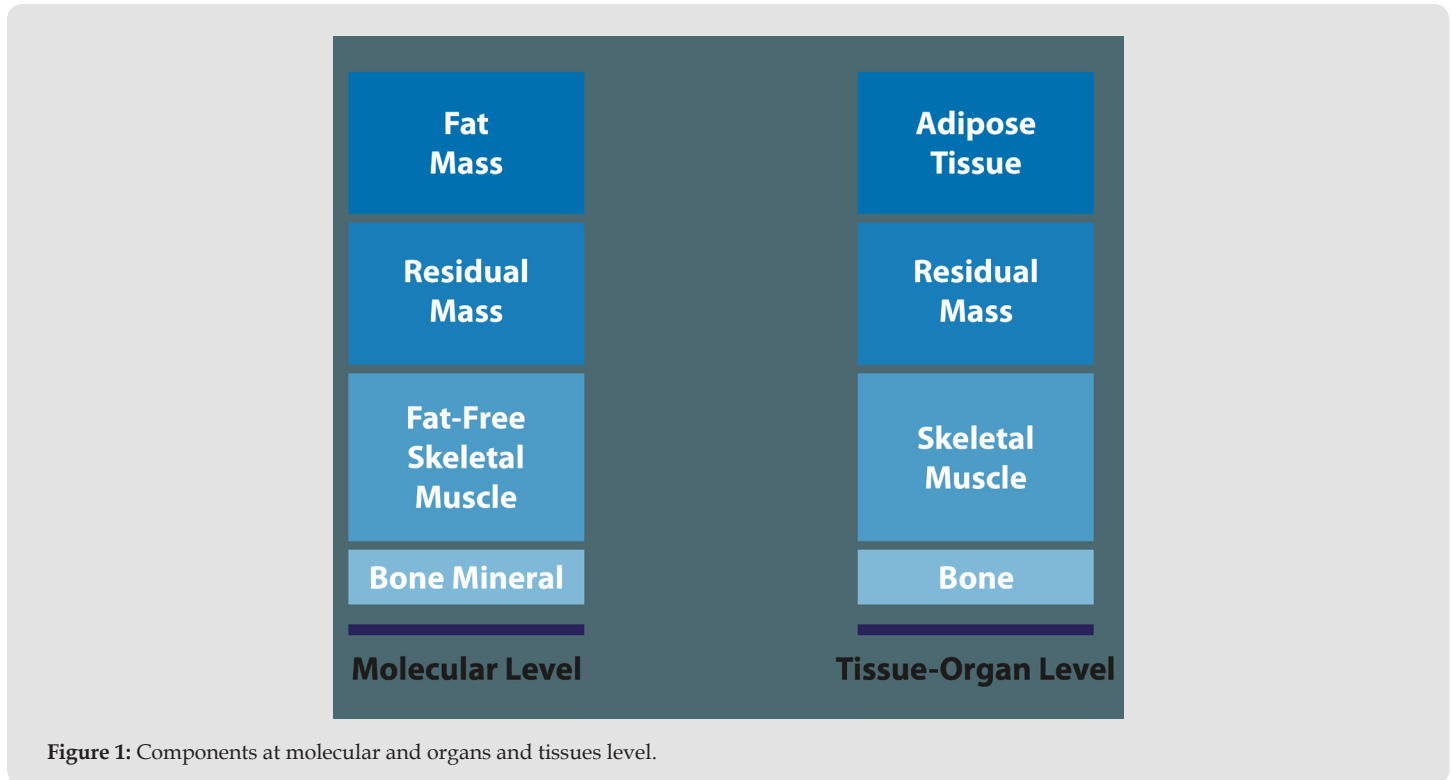 Fat
Mass
Residual
Mass
Fat-Free
Skeletal
Muscle
Bone Mineral
Molecular Level
Adipose
Tissue
Residual
Mass
Skeletal
Muscle
Bone
Tissue-Organ Level
Figure 1: Components at molecular and organs and tissues level.